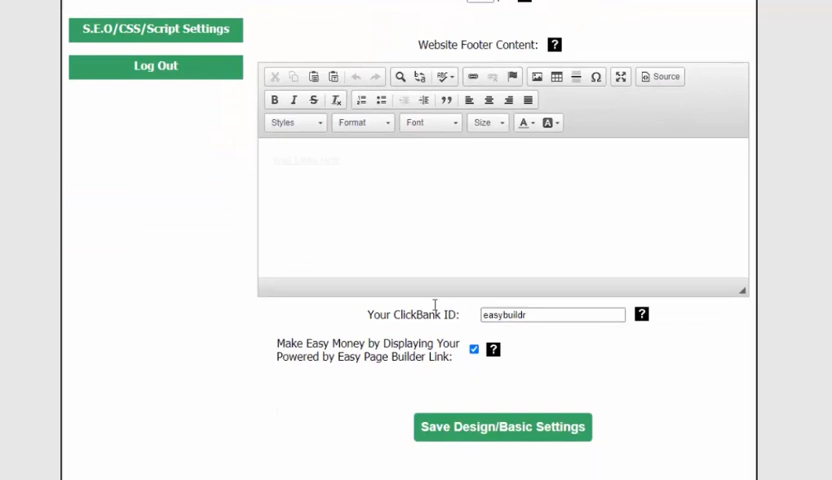 S.E.O/CSS/Script Settings
Log Out
Website Footer Content: ?
Source
B I S Tx
Styles Format Font Size A A
Your ClickBank ID: easybuildr ?
Make Easy Money by Displaying Your
Powered by Easy Page Builder Link: ?
Save Design/Basic Settings